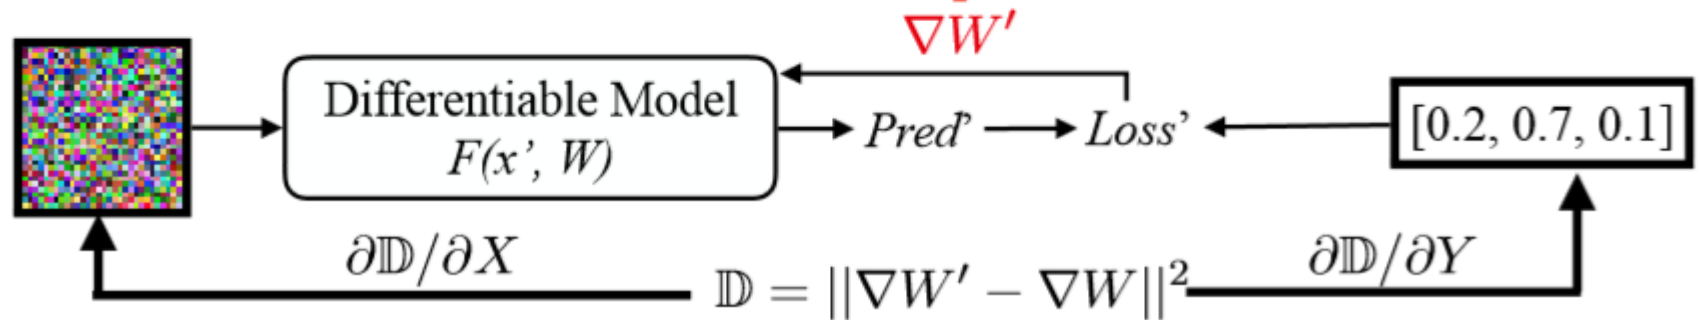 ∇W′
Differentiable Model
F(x’, W)
Pred’
Loss’
[0.2, 0.7, 0.1]
∂𝔻/∂X
𝔻 = ||∇W′ − ∇W||²
∂𝔻/∂Y